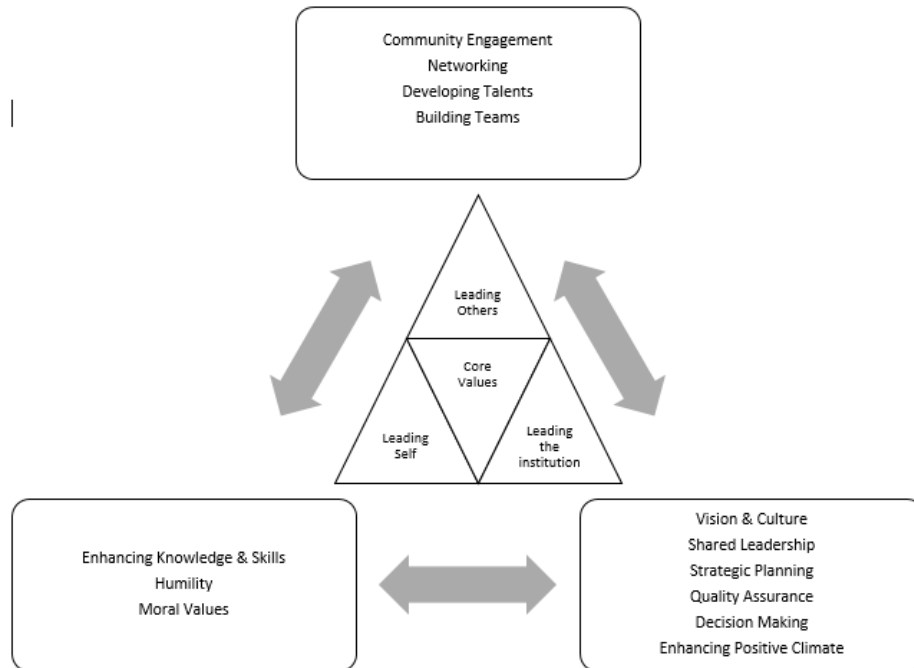 Community Engagement
Networking
Developing Talents
Building Teams
Leading
Others
Core
Values
Leading
Self
Leading
the
institution
Enhancing Knowledge & Skills
Humility
Moral Values
Vision & Culture
Shared Leadership
Strategic Planning
Quality Assurance
Decision Making
Enhancing Positive Climate